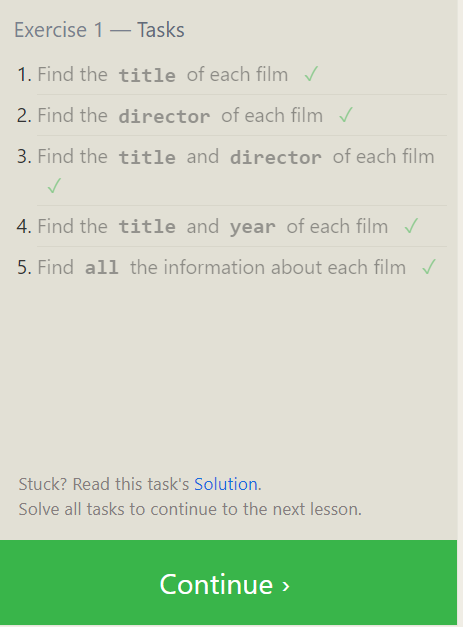 Exercise 1 — Tasks
1. Find the title of each film ✓
2. Find the director of each film ✓
3. Find the title and director of each film
✓
4. Find the title and year of each film ✓
5. Find all the information about each film ✓
Stuck? Read this task's Solution.
Solve all tasks to continue to the next lesson.
Continue ›